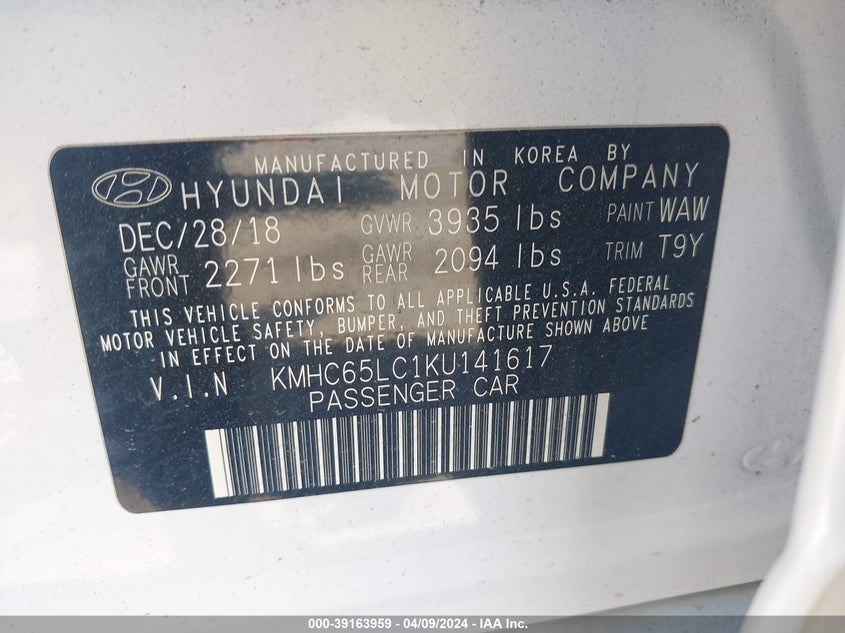 MANUFACTURED IN KOREA BY
HYUNDAI MOTOR COMPANY
DEC/28/18 GVWR 3935 lbs PAINT WAW
GAWR FRONT 2271 lbs GAWR REAR 2094 lbs TRIM T9Y
THIS VEHICLE CONFORMS TO ALL APPLICABLE U.S.A. FEDERAL
MOTOR VEHICLE SAFETY, BUMPER, AND THEFT PREVENTION STANDARDS
IN EFFECT ON THE DATE OF MANUFACTURE SHOWN ABOVE
V.I.N KMHC65LC1KU141617
PASSENGER CAR
000-39163959 - 04/09/2024 - IAA Inc.